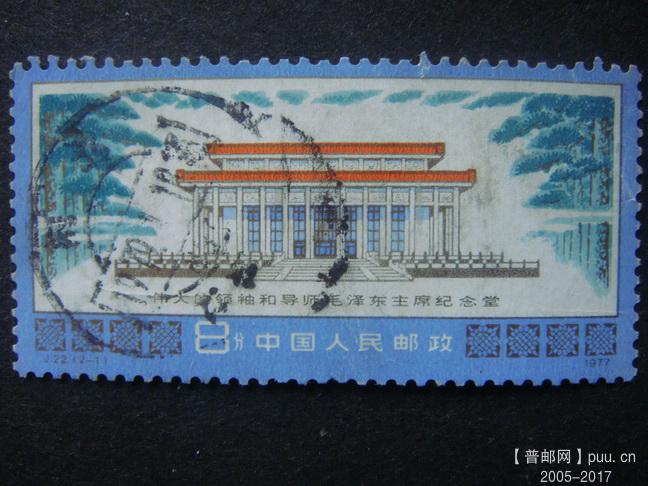 伟大的领袖和导师毛泽东主席纪念堂
8分 中国人民邮政
J.22.(2-1)
1977
【普邮网】puu.cn
2005-2017